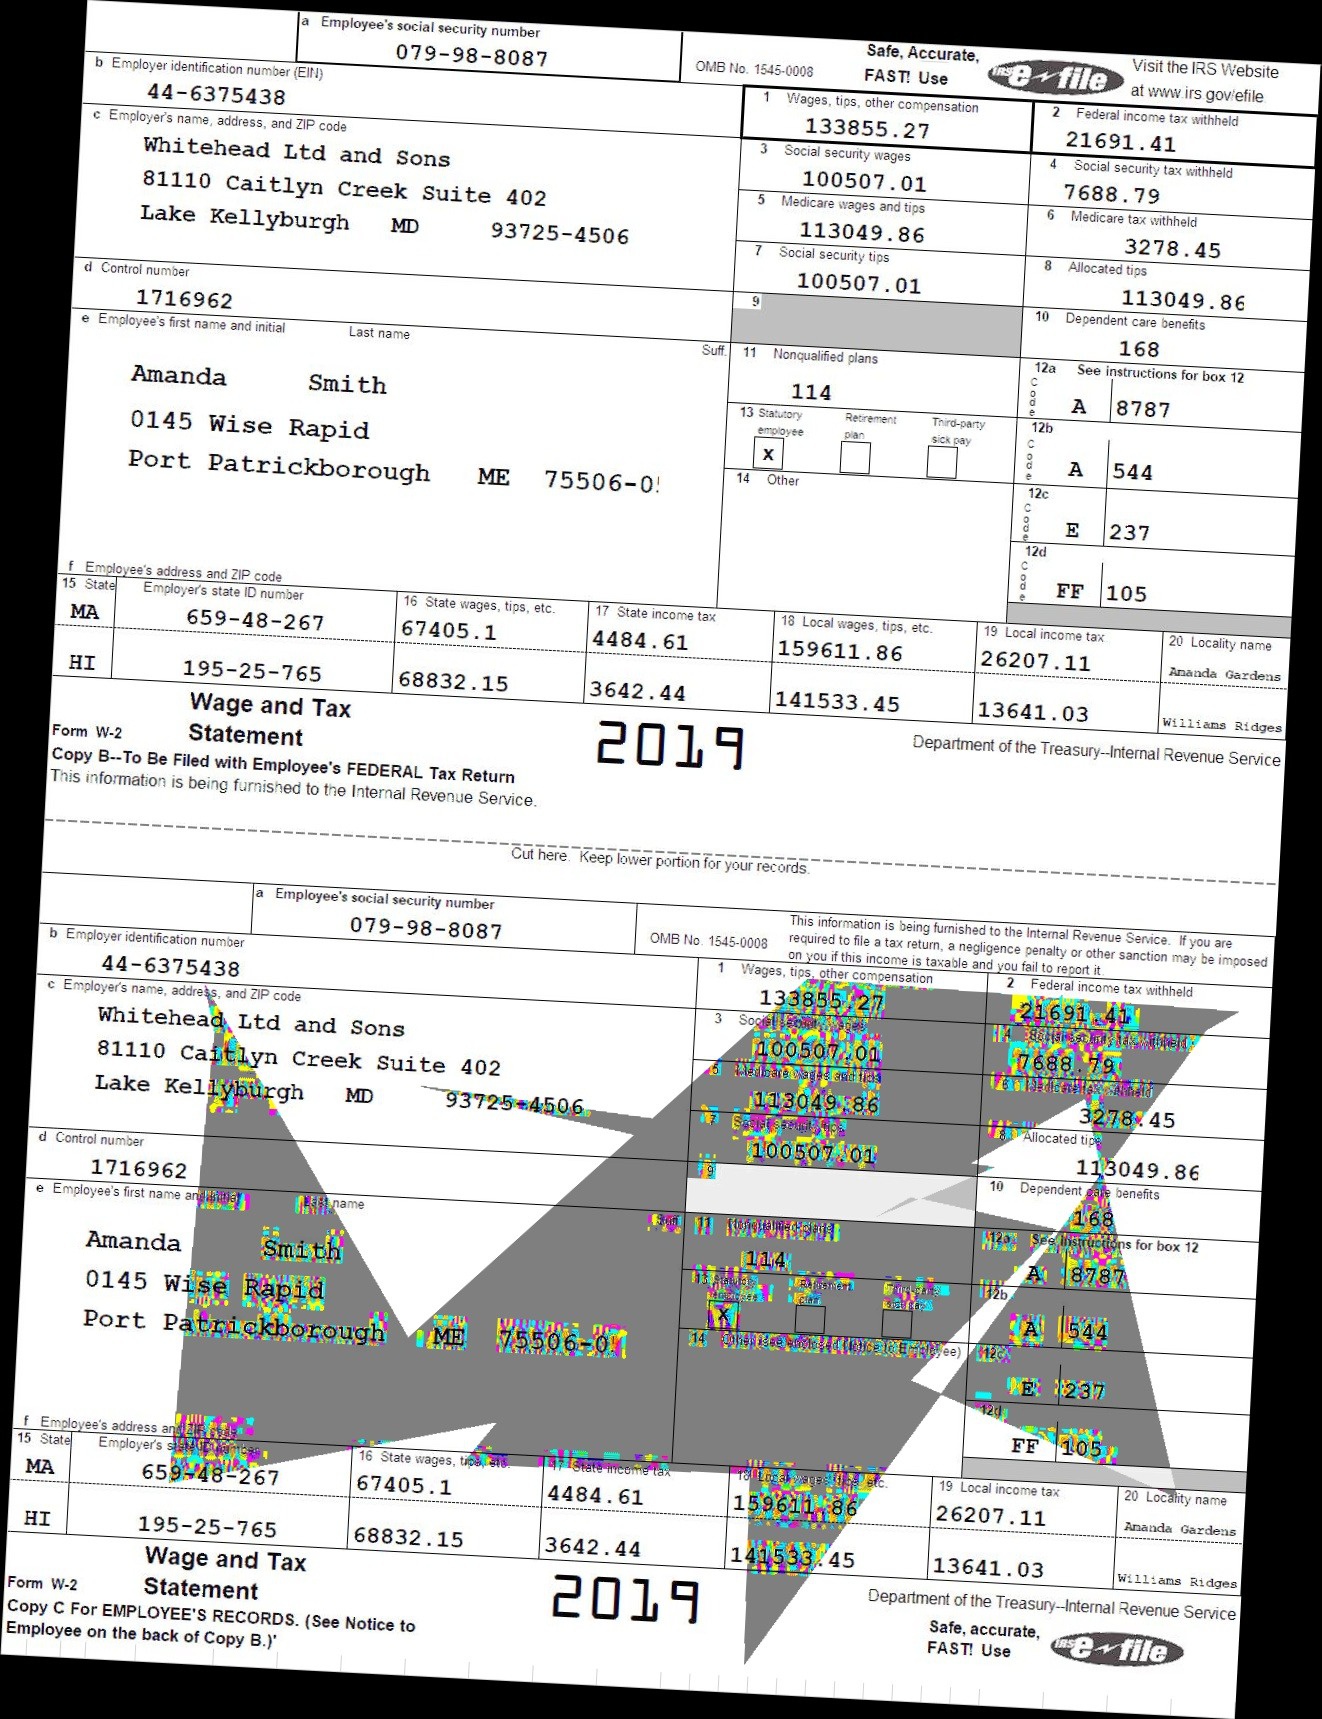 a Employee's social security number
079-98-8087
OMB No. 1545-0008
Safe, Accurate,
FAST! Use
IRS e~file
Visit the IRS Website
at www.irs.gov/efile
b Employer identification number (EIN)
44-6375438
1 Wages, tips, other compensation
133855.27
2 Federal income tax withheld
21691.41
c Employer's name, address, and ZIP code
Whitehead Ltd and Sons
81110 Caitlyn Creek Suite 402
Lake Kellyburgh MD 93725-4506
3 Social security wages
100507.01
4 Social security tax withheld
7688.79
5 Medicare wages and tips
113049.86
6 Medicare tax withheld
3278.45
7 Social security tips
100507.01
8 Allocated tips
113049.86
d Control number
1716962
9
10 Dependent care benefits
168
e Employee's first name and initial Last name Suff.
Amanda Smith
0145 Wise Rapid
Port Patrickborough ME
11 Nonqualified plans
114
12a See instructions for box 12
Code A 8787
13 Statutory employee Retirement plan Third-party sick pay
X
12b
Code A 544
14 Other
12c
Code E 237
12d
Code FF 105
f Employee's address and ZIP code
15 State Employer's state ID number 16 State wages, tips, etc. 17 State income tax 18 Local wages, tips, etc. 19 Local income tax 20 Locality name
MA 659-48-267 67405.1 4484.61 159611.86 26207.11 Amanda Gardens
HI 195-25-765 68832.15 3642.44 141533.45 13641.03 Williams Ridges
Form W-2 Wage and Tax Statement
2019
Department of the Treasury--Internal Revenue Service
Copy B--To Be Filed with Employee's FEDERAL Tax Return
This information is being furnished to the Internal Revenue Service.
Cut here. Keep lower portion for your records.
a Employee's social security number
079-98-8087
OMB No. 1545-0008
This information is being furnished to the Internal Revenue Service. If you are
required to file a tax return, a negligence penalty or other sanction may be imposed
on you if this income is taxable and you fail to report it
b Employer identification number
44-6375438
1 Wages, tips, other compensation
133855.27
2 Federal income tax withheld
21691.41
c Employer's name, address, and ZIP code
Whitehead Ltd and Sons
81110 Caitlyn Creek Suite 402
Lake Kellyburgh MD 93725-4506
3 Social security wages
100507.01
4 Social security tax withheld
7688.79
5 Medicare wages and tips
113049.86
6 Medicare tax withheld
3278.45
7 Social security tips
100507.01
8 Allocated tips
113049.86
d Control number
1716962
9
10 Dependent care benefits
168
e Employee's first name and initial Last name Suff.
Amanda Smith
0145 Wise Rapid
Port Patrickborough ME
11 Nonqualified plans
114
12a See instructions for box 12
A 8787
13 Statutory employee Retirement plan Third-party sick pay
X
12b
A 544
14 Other (see enclosed Notice to Employee)
12c
E 237
12d
FF 105
f Employee's address and ZIP code
15 State Employer's state ID number 16 State wages, tips, etc. 17 State income tax 18 Local wages, tips, etc. 19 Local income tax 20 Locality name
MA 659-48-267 67405.1 4484.61 159611.86 26207.11 Amanda Gardens
HI 195-25-765 68832.15 3642.44 141533.45 13641.03 Williams Ridges
Form W-2 Wage and Tax Statement
2019
Department of the Treasury--Internal Revenue Service
Copy C For EMPLOYEE'S RECORDS. (See Notice to
Employee on the back of Copy B.)'
Safe, accurate,
FAST! Use
IRS e~file